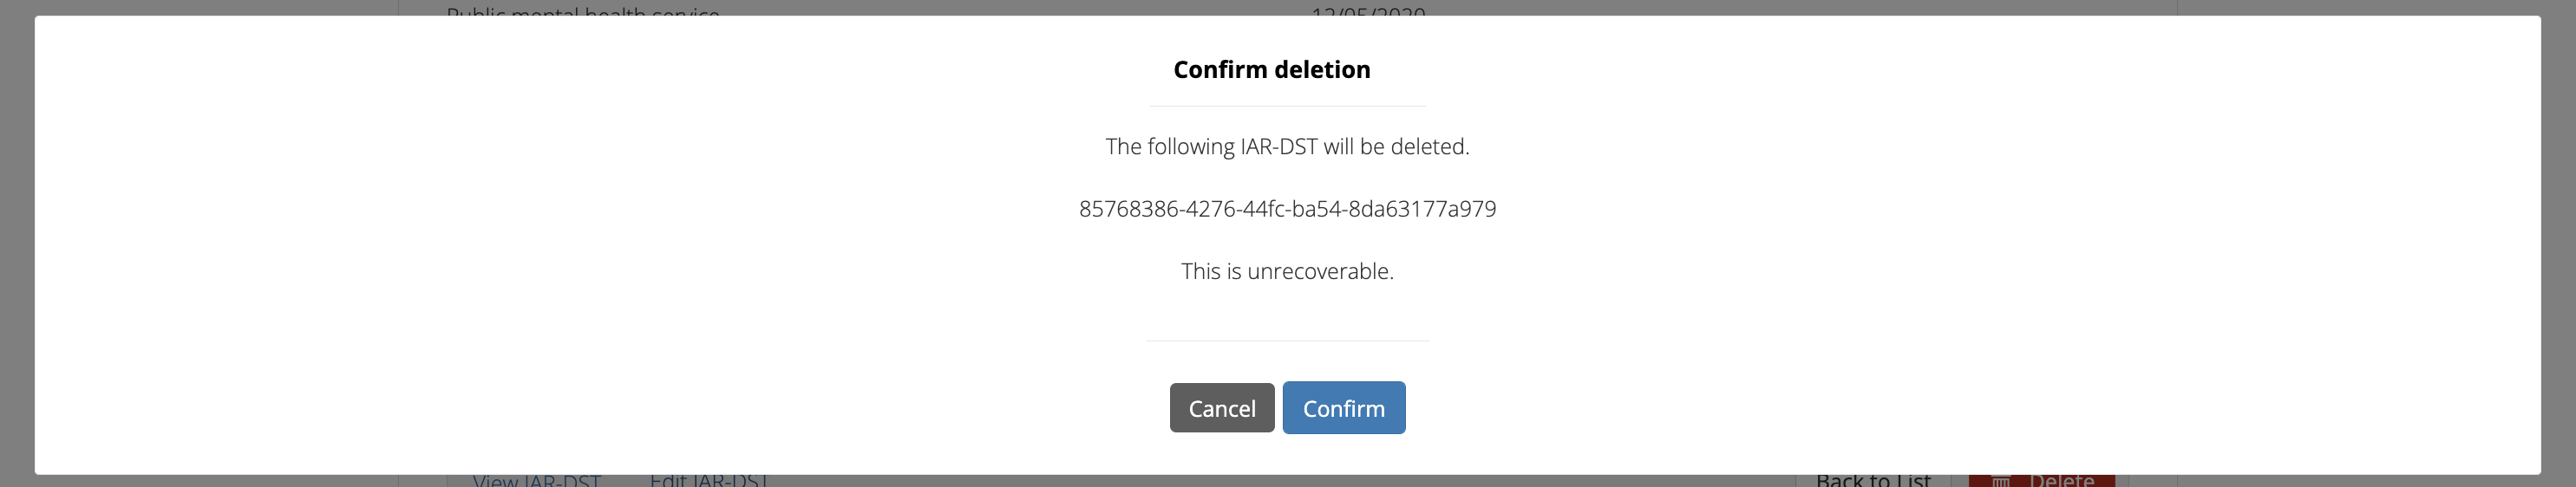 Public mental health service 12/05/2020
Confirm deletion
The following IAR-DST will be deleted.
85768386-4276-44fc-ba54-8da63177a979
This is unrecoverable.
Cancel Confirm
View IAR-DST Edit IAR-DST Back to List Delete